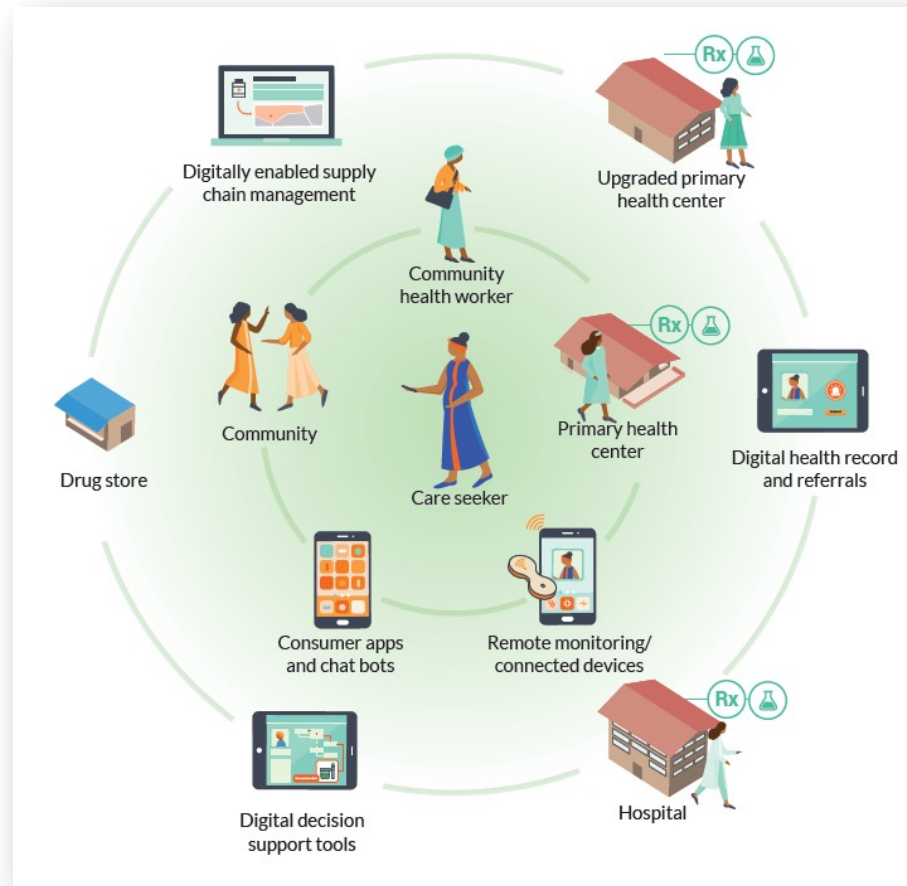 Rx
Digitally enabled supply
chain management
Upgraded primary
health center
Community
health worker
Rx
Community
Primary health
center
Drug store
Care seeker
Digital health record
and referrals
Consumer apps
and chat bots
Remote monitoring/
connected devices
Rx
Digital decision
support tools
Hospital